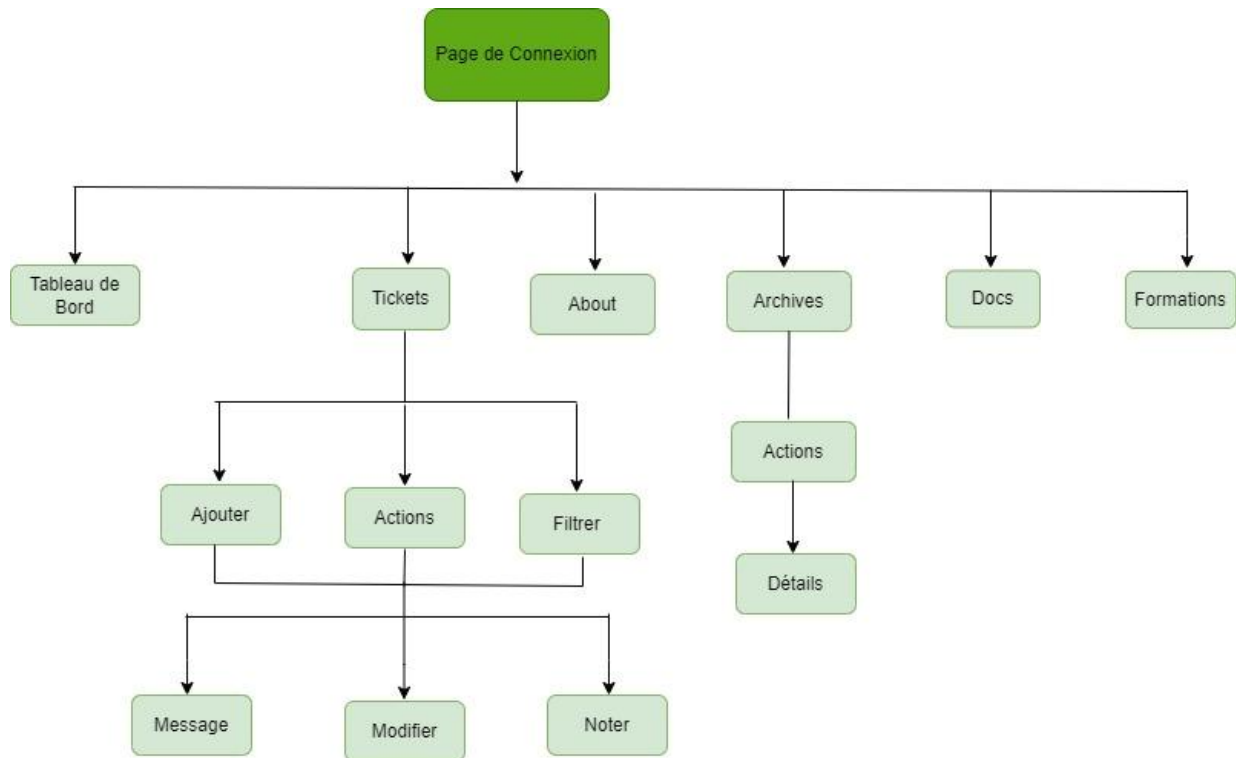 Page de Connexion
Tableau de
Bord
Tickets
About
Archives
Docs
Formations
Actions
Ajouter
Actions
Filtrer
Détails
Message
Modifier
Noter